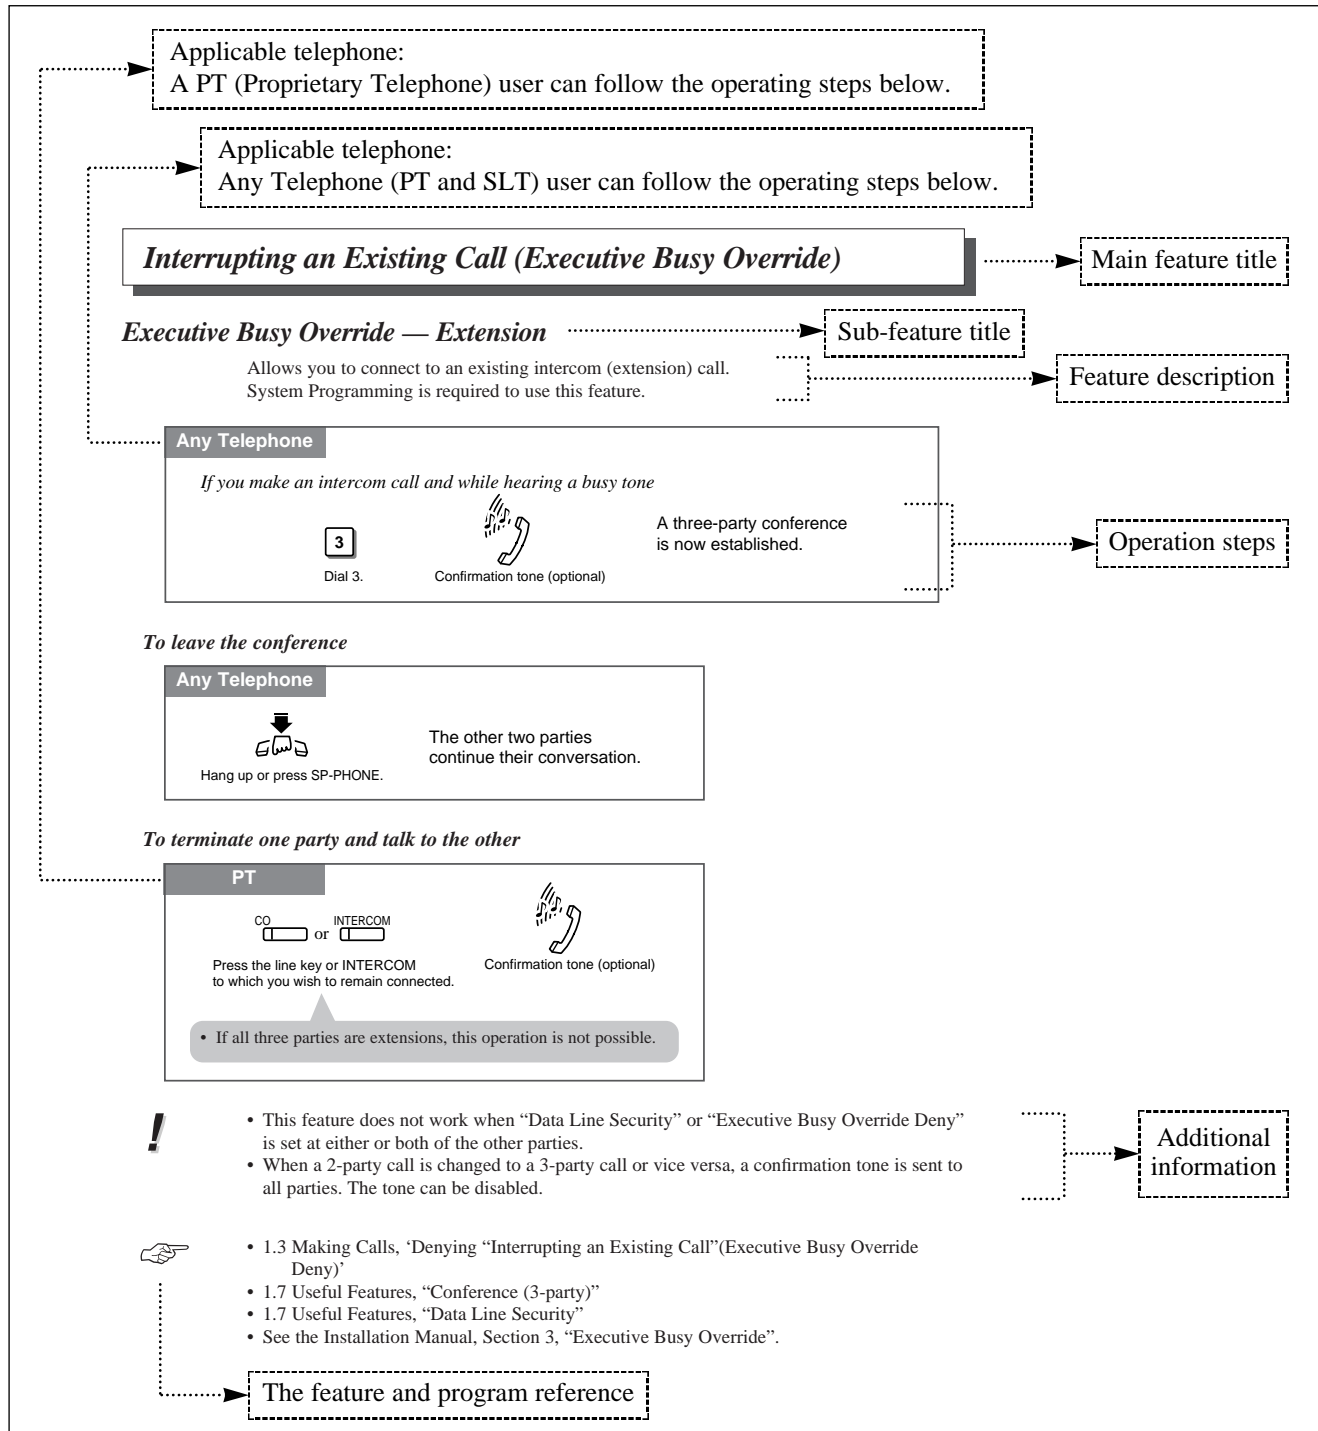 Applicable telephone:
A PT (Proprietary Telephone) user can follow the operating steps below.
Applicable telephone:
Any Telephone (PT and SLT) user can follow the operating steps below.
Interrupting an Existing Call (Executive Busy Override)
Main feature title
Executive Busy Override — Extension
Sub-feature title
Allows you to connect to an existing intercom (extension) call.
System Programming is required to use this feature.
Feature description
Any Telephone
If you make an intercom call and while hearing a busy tone
3
Dial 3.
Confirmation tone (optional)
A three-party conference
is now established.
Operation steps
To leave the conference
Any Telephone
Hang up or press SP-PHONE.
The other two parties
continue their conversation.
To terminate one party and talk to the other
PT
CO or INTERCOM
Press the line key or INTERCOM
to which you wish to remain connected.
Confirmation tone (optional)
• If all three parties are extensions, this operation is not possible.
!
• This feature does not work when “Data Line Security” or “Executive Busy Override Deny”
is set at either or both of the other parties.
• When a 2-party call is changed to a 3-party call or vice versa, a confirmation tone is sent to
all parties. The tone can be disabled.
Additional
information
• 1.3 Making Calls, ‘Denying “Interrupting an Existing Call”(Executive Busy Override
Deny)’
• 1.7 Useful Features, “Conference (3-party)”
• 1.7 Useful Features, “Data Line Security”
• See the Installation Manual, Section 3, “Executive Busy Override”.
The feature and program reference